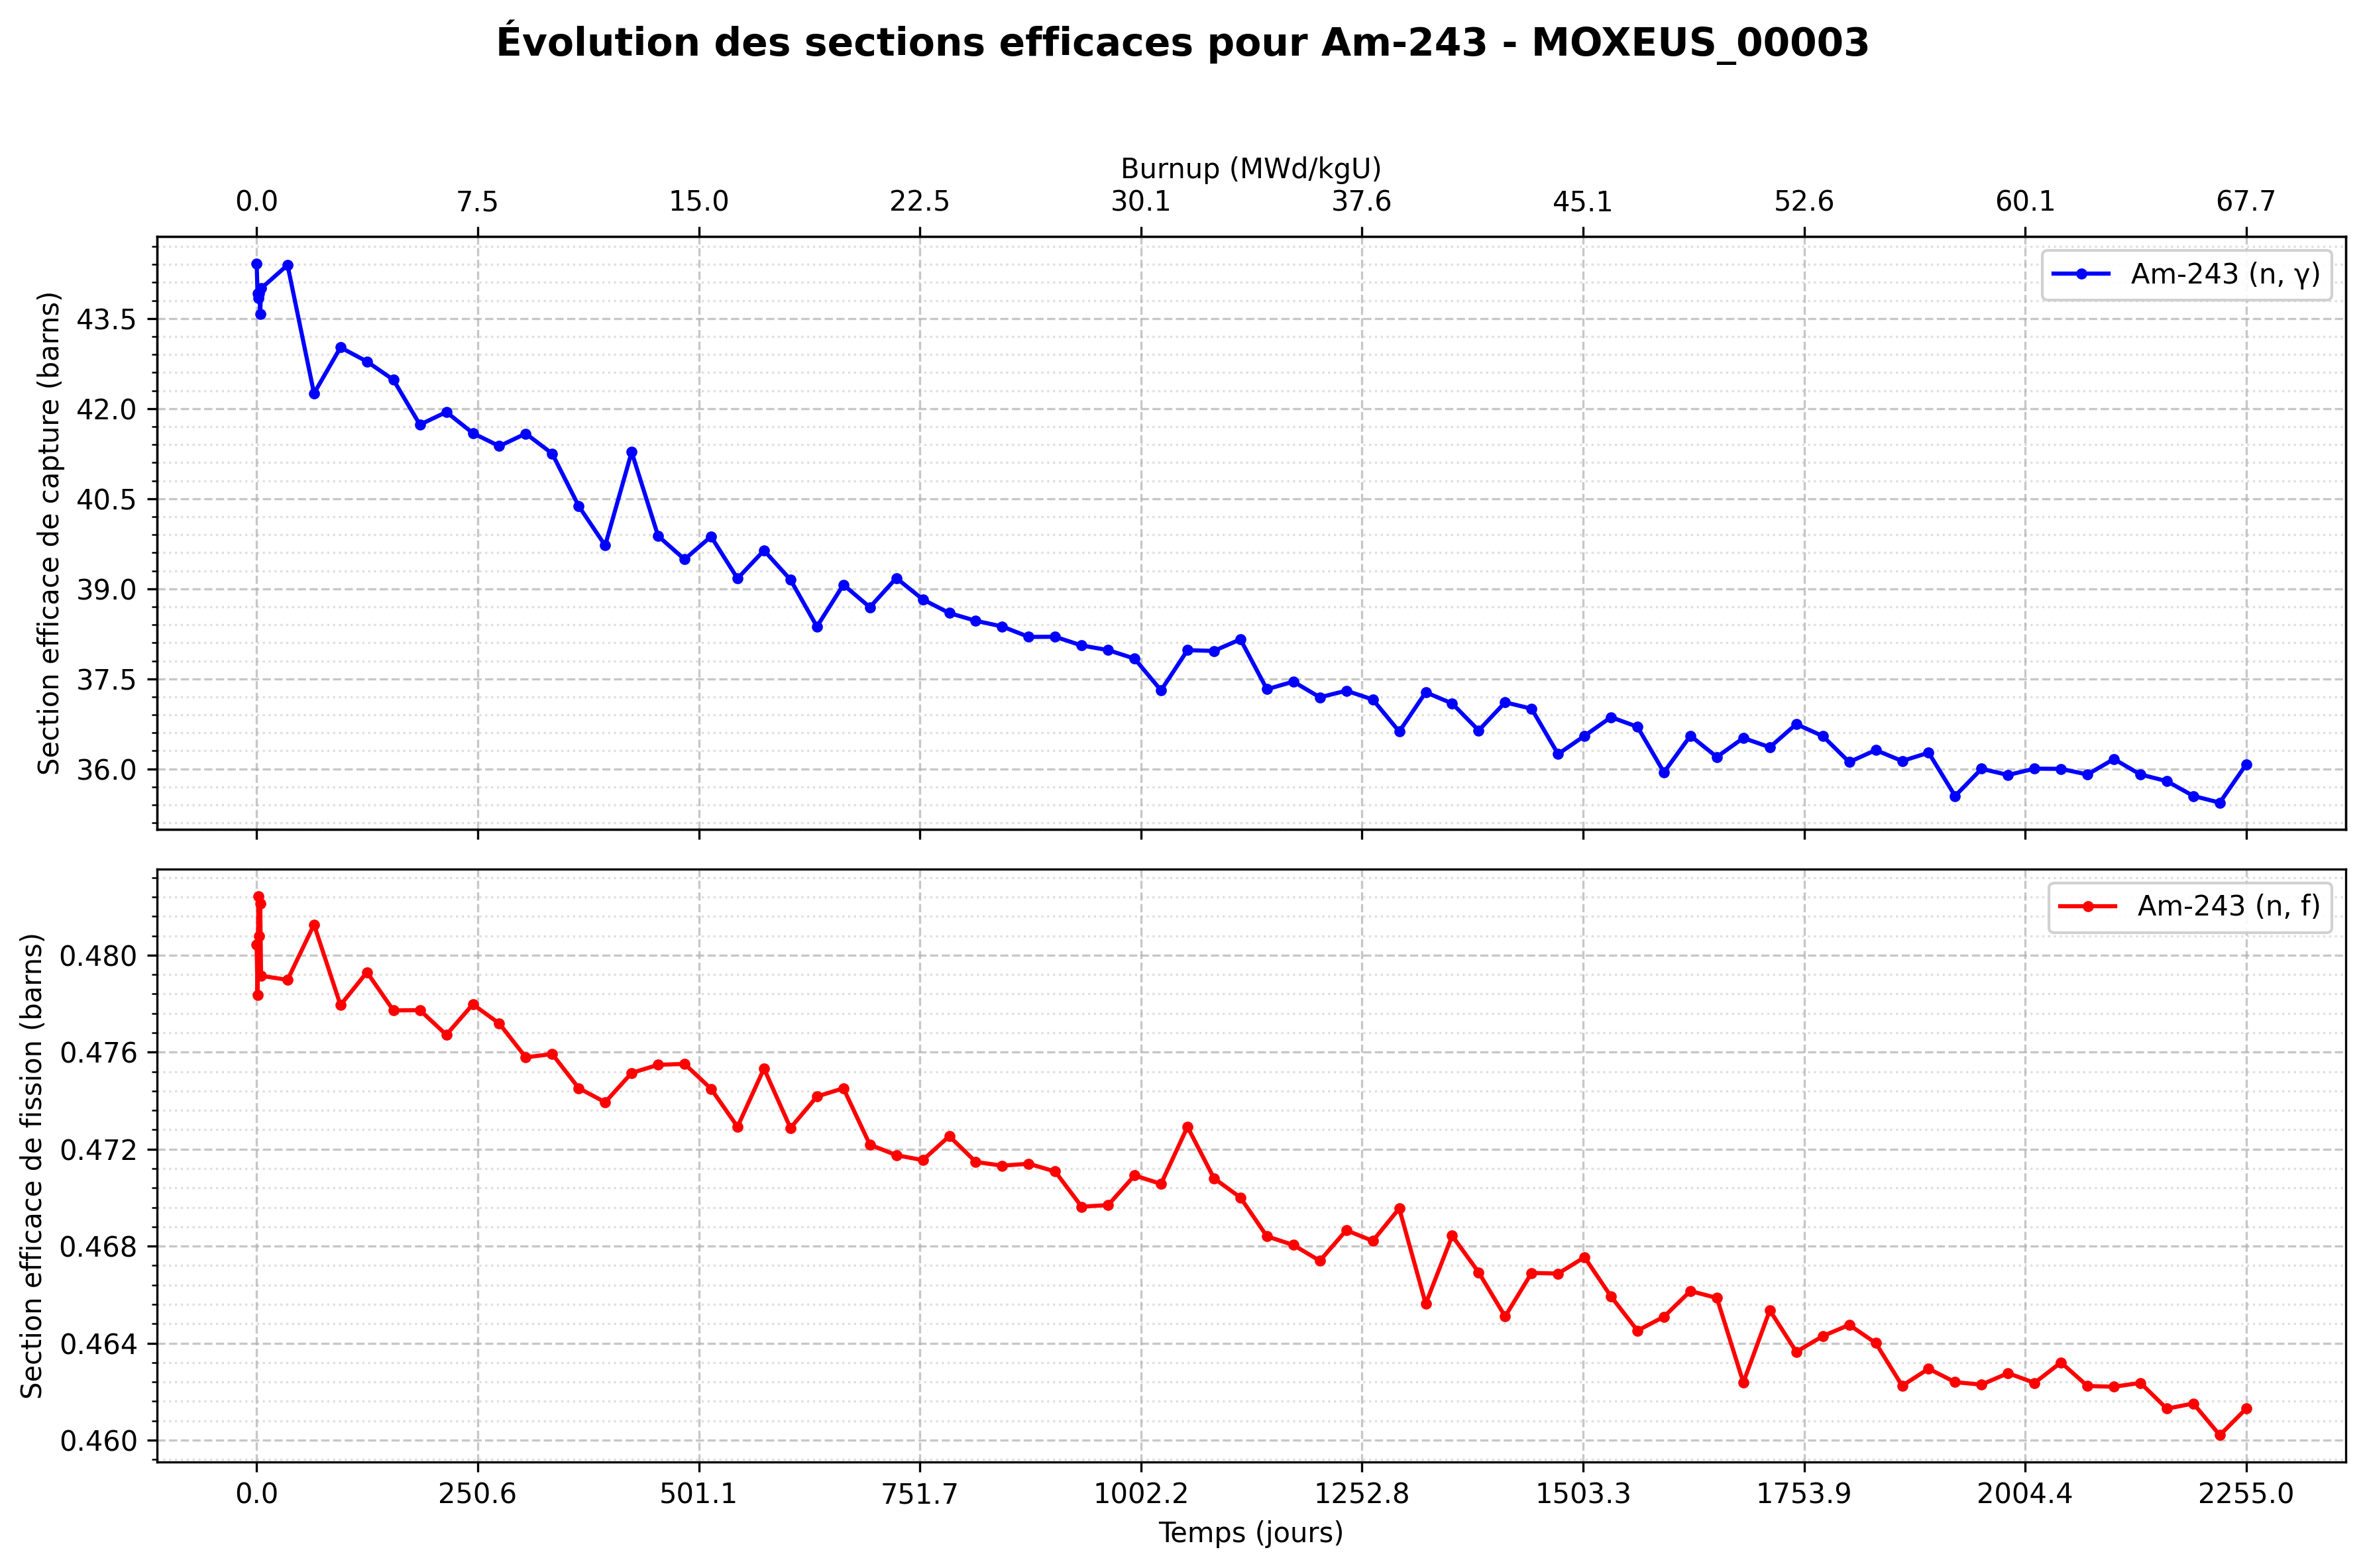 Évolution des sections efficaces pour Am-243 - MOXEUS_00003
Burnup (MWd/kgU)
0.0 7.5 15.0 22.5 30.1 37.6 45.1 52.6 60.1 67.7
Am-243 (n, γ)
Section efficace de capture (barns)
43.5
42.0
40.5
39.0
37.5
36.0
Am-243 (n, f)
Section efficace de fission (barns)
0.480
0.476
0.472
0.468
0.464
0.460
0.0 250.6 501.1 751.7 1002.2 1252.8 1503.3 1753.9 2004.4 2255.0
Temps (jours)